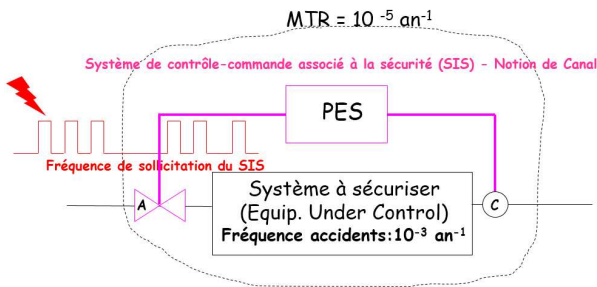 MTR = 10 -5 an-1
Système de contrôle-commande associé à la sécurité (SIS) - Notion de Canal
PES
Fréquence de sollicitation du SIS
A
Système à sécuriser
(Equip. Under Control)
Fréquence accidents:10-3 an-1
C